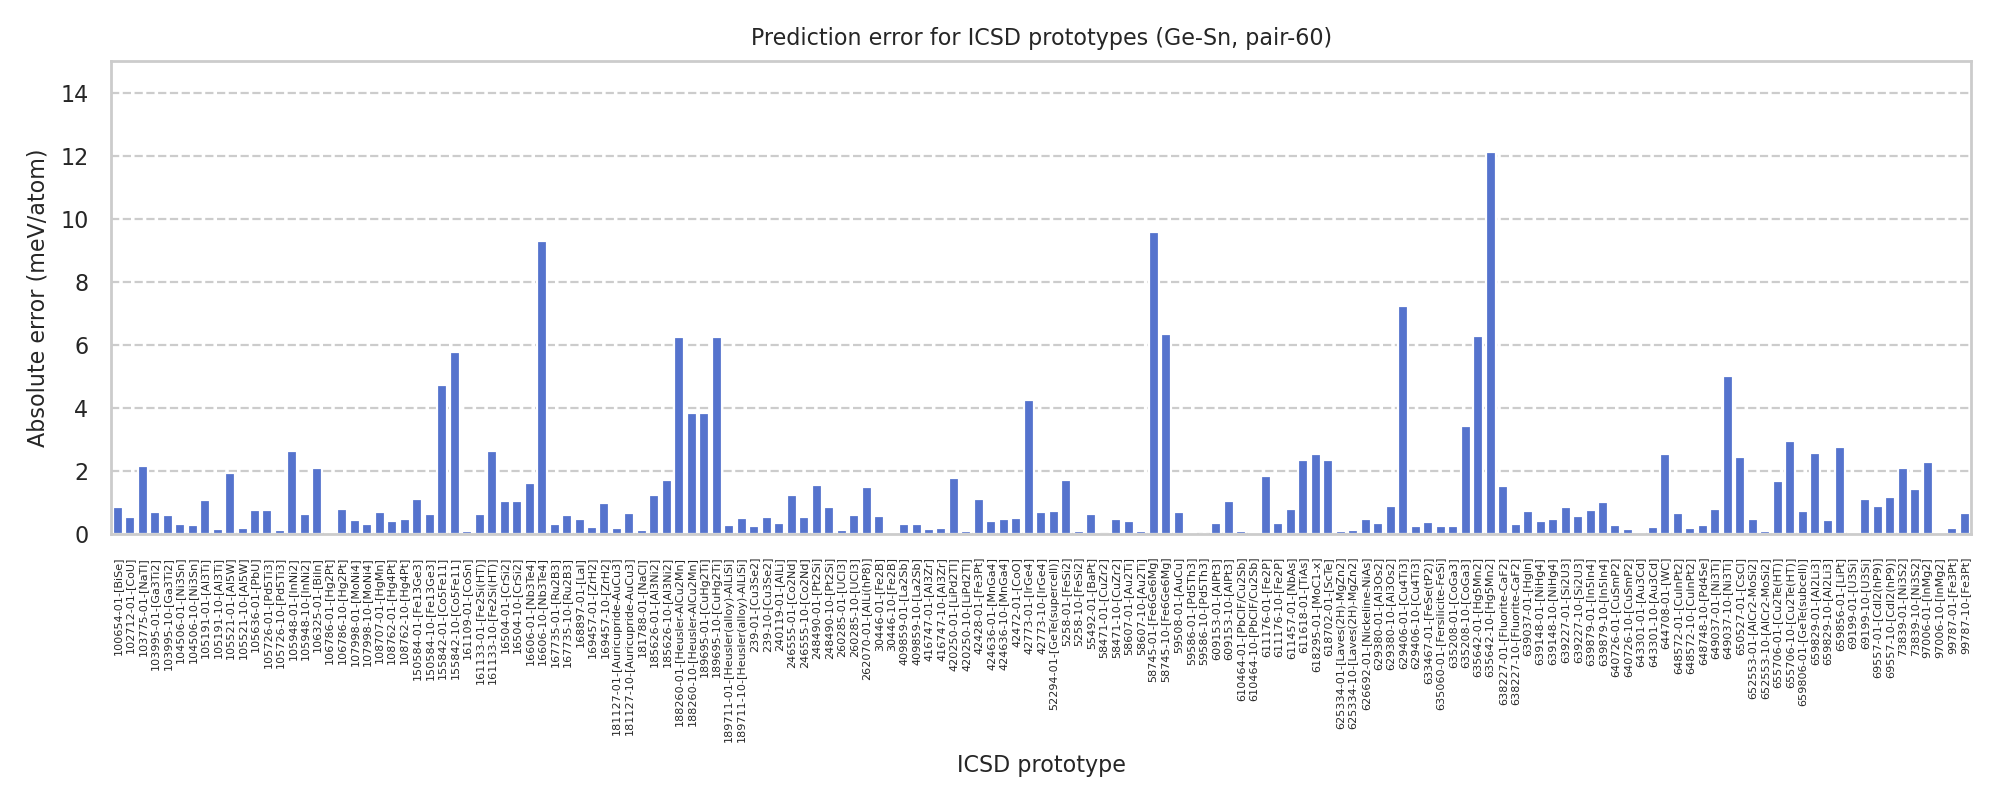 Prediction error for ICSD prototypes (Ge-Sn, pair-60)
Absolute error (meV/atom)
14
12
10
8
6
4
2
0
100654-01-[BiSe]
102712-01-[CoU]
103775-01-[NaTl]
103995-01-[Ga3Ti2]
103995-10-[Ga3Ti2]
104506-01-[Ni3Sn]
104506-10-[Ni3Sn]
105191-01-[Al3Ti]
105191-10-[Al3Ti]
105521-01-[Al5W]
105521-10-[Al5W]
105636-01-[PbU]
105726-01-[Pd5Ti3]
105726-10-[Pd5Ti3]
105948-01-[InNi2]
105948-10-[InNi2]
106325-01-[BiIn]
106786-01-[Hg2Pt]
106786-10-[Hg2Pt]
107998-01-[MoNi4]
107998-10-[MoNi4]
108707-01-[HgMn]
108762-01-[Hg4Pt]
108762-10-[Hg4Pt]
150584-01-[Fe13Ge3]
150584-10-[Fe13Ge3]
155842-01-[Co5Fe11]
155842-10-[Co5Fe11]
161109-01-[CoSn]
161133-01-[Fe2Si(HT)]
161133-10-[Fe2Si(HT)]
16504-01-[CrSi2]
16504-10-[CrSi2]
166006-01-[Nb3Te4]
166006-10-[Nb3Te4]
167735-01-[Ru2B3]
167735-10-[Ru2B3]
168897-01-[LaI]
169457-01-[ZrH2]
169457-10-[ZrH2]
181127-01-[Auricupride-AuCu3]
181127-10-[Auricupride-AuCu3]
181788-01-[NaCl]
185626-01-[Al3Ni2]
185626-10-[Al3Ni2]
188260-01-[Heusler-AlCu2Mn]
188260-10-[Heusler-AlCu2Mn]
189695-01-[CuHg2Ti]
189695-10-[CuHg2Ti]
189711-01-[Heusler(alloy)-AlLiSi]
189711-10-[Heusler(alloy)-AlLiSi]
239-01-[Cu3Se2]
239-10-[Cu3Se2]
240119-01-[AlLi]
246555-01-[Co2Nd]
246555-10-[Co2Nd]
248490-01-[Pt2Si]
248490-10-[Pt2Si]
260285-01-[UCl3]
260285-10-[UCl3]
262070-01-[AlLi(hP8)]
30446-01-[Fe2B]
30446-10-[Fe2B]
409859-01-[La2Sb]
409859-10-[La2Sb]
416747-01-[Al3Zr]
416747-10-[Al3Zr]
420250-01-[LiPd2Tl]
420250-10-[LiPd2Tl]
42428-01-[Fe3Pt]
424636-01-[MnGa4]
424636-10-[MnGa4]
42472-01-[CoO]
42773-01-[IrGe4]
42773-10-[IrGe4]
52294-01-[GeTe(supercell)]
5258-01-[FeSi2]
5258-10-[FeSi2]
55492-01-[BaPt]
58471-01-[CuZr2]
58471-10-[CuZr2]
58607-01-[Au2Ti]
58607-10-[Au2Ti]
58745-01-[Fe6Ge6Mg]
58745-10-[Fe6Ge6Mg]
59508-01-[AuCu]
59586-01-[Pd5Th3]
59586-10-[Pd5Th3]
609153-01-[AlPt3]
609153-10-[AlPt3]
610464-01-[PbClF/Cu2Sb]
610464-10-[PbClF/Cu2Sb]
611176-01-[Fe2P]
611176-10-[Fe2P]
611457-01-[NbAs]
611618-01-[TiAs]
618295-01-[MoC1-x]
618702-01-[ScTe]
625334-01-[Laves(2H)-MgZn2]
625334-10-[Laves(2H)-MgZn2]
626692-01-[Nickeline-NiAs]
629380-01-[Al3Os2]
629380-10-[Al3Os2]
629406-01-[Cu4Ti3]
629406-10-[Cu4Ti3]
633467-01-[FeSe(tP2)]
635060-01-[Fersilicite-FeSi]
635208-01-[CoGa3]
635208-10-[CoGa3]
635642-01-[Hg5Mn2]
635642-10-[Hg5Mn2]
638227-01-[Fluorite-CaF2]
638227-10-[Fluorite-CaF2]
639037-01-[HgIn]
639148-01-[NiHg4]
639148-10-[NiHg4]
639227-01-[Si2U3]
639227-10-[Si2U3]
639879-01-[In5In4]
639879-10-[In5In4]
640726-01-[CuSmP2]
640726-10-[CuSmP2]
643301-01-[Au3Cd]
643301-10-[Au3Cd]
644708-01-[WC]
648572-01-[CuInPt2]
648572-10-[CuInPt2]
648748-10-[Pd4Se]
649037-01-[Ni3Ti]
649037-10-[Ni3Ti]
650527-01-[CsCl]
652553-01-[AlCr2-MoSi2]
652553-10-[AlCr2-MoSi2]
655706-01-[Cu2Te(HT)]
655706-10-[Cu2Te(HT)]
659806-01-[GeTe(subcell)]
659829-01-[Al2Li3]
659829-10-[Al2Li3]
659856-01-[LiPt]
69199-01-[U3Si]
69199-10-[U3Si]
69557-01-[CdI2(hP9)]
69557-10-[CdI2(hP9)]
73839-01-[Ni3S2]
73839-10-[Ni3S2]
97006-01-[InMg2]
97006-10-[InMg2]
99787-01-[Fe3Pt]
99787-10-[Fe3Pt]
ICSD prototype